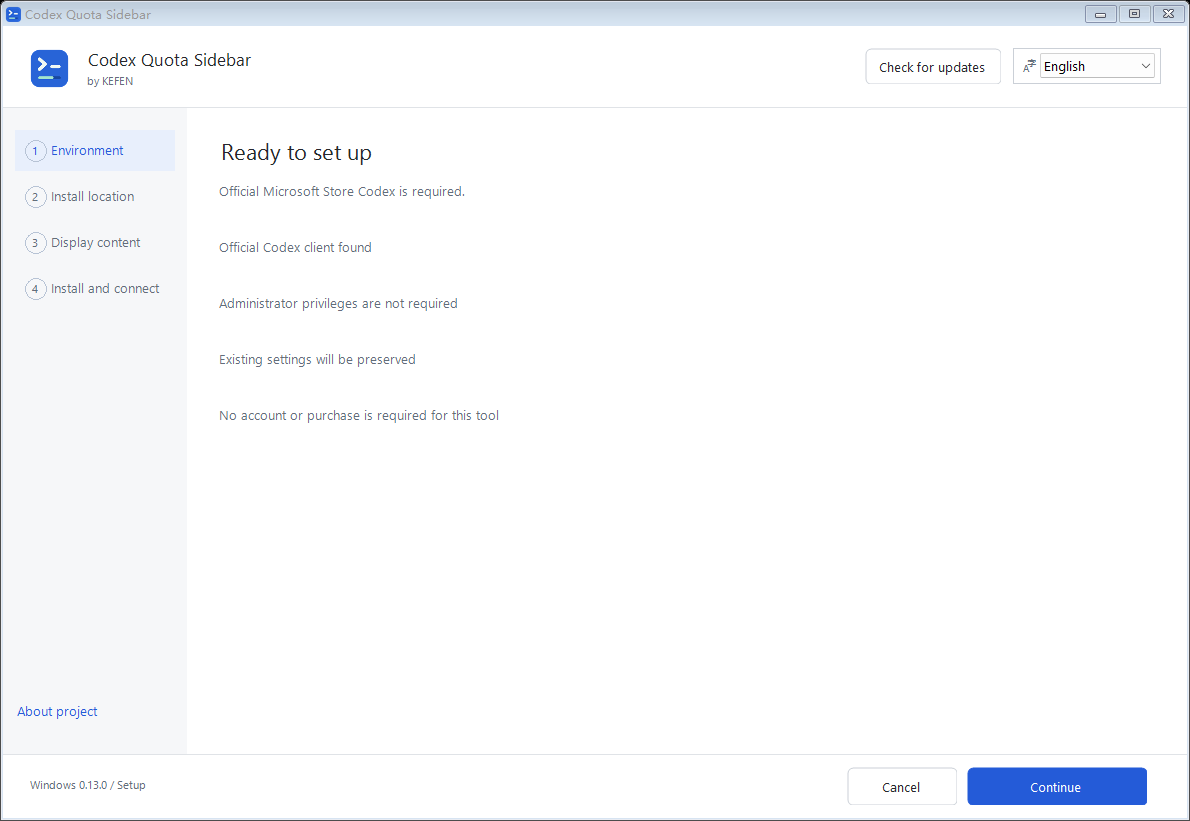 Codex Quota Sidebar
Codex Quota Sidebar
by KEFEN
Check for updates
English
1 Environment
2 Install location
3 Display content
4 Install and connect
Ready to set up
Official Microsoft Store Codex is required.
Official Codex client found
Administrator privileges are not required
Existing settings will be preserved
No account or purchase is required for this tool
About project
Windows 0.13.0 / Setup
Cancel
Continue